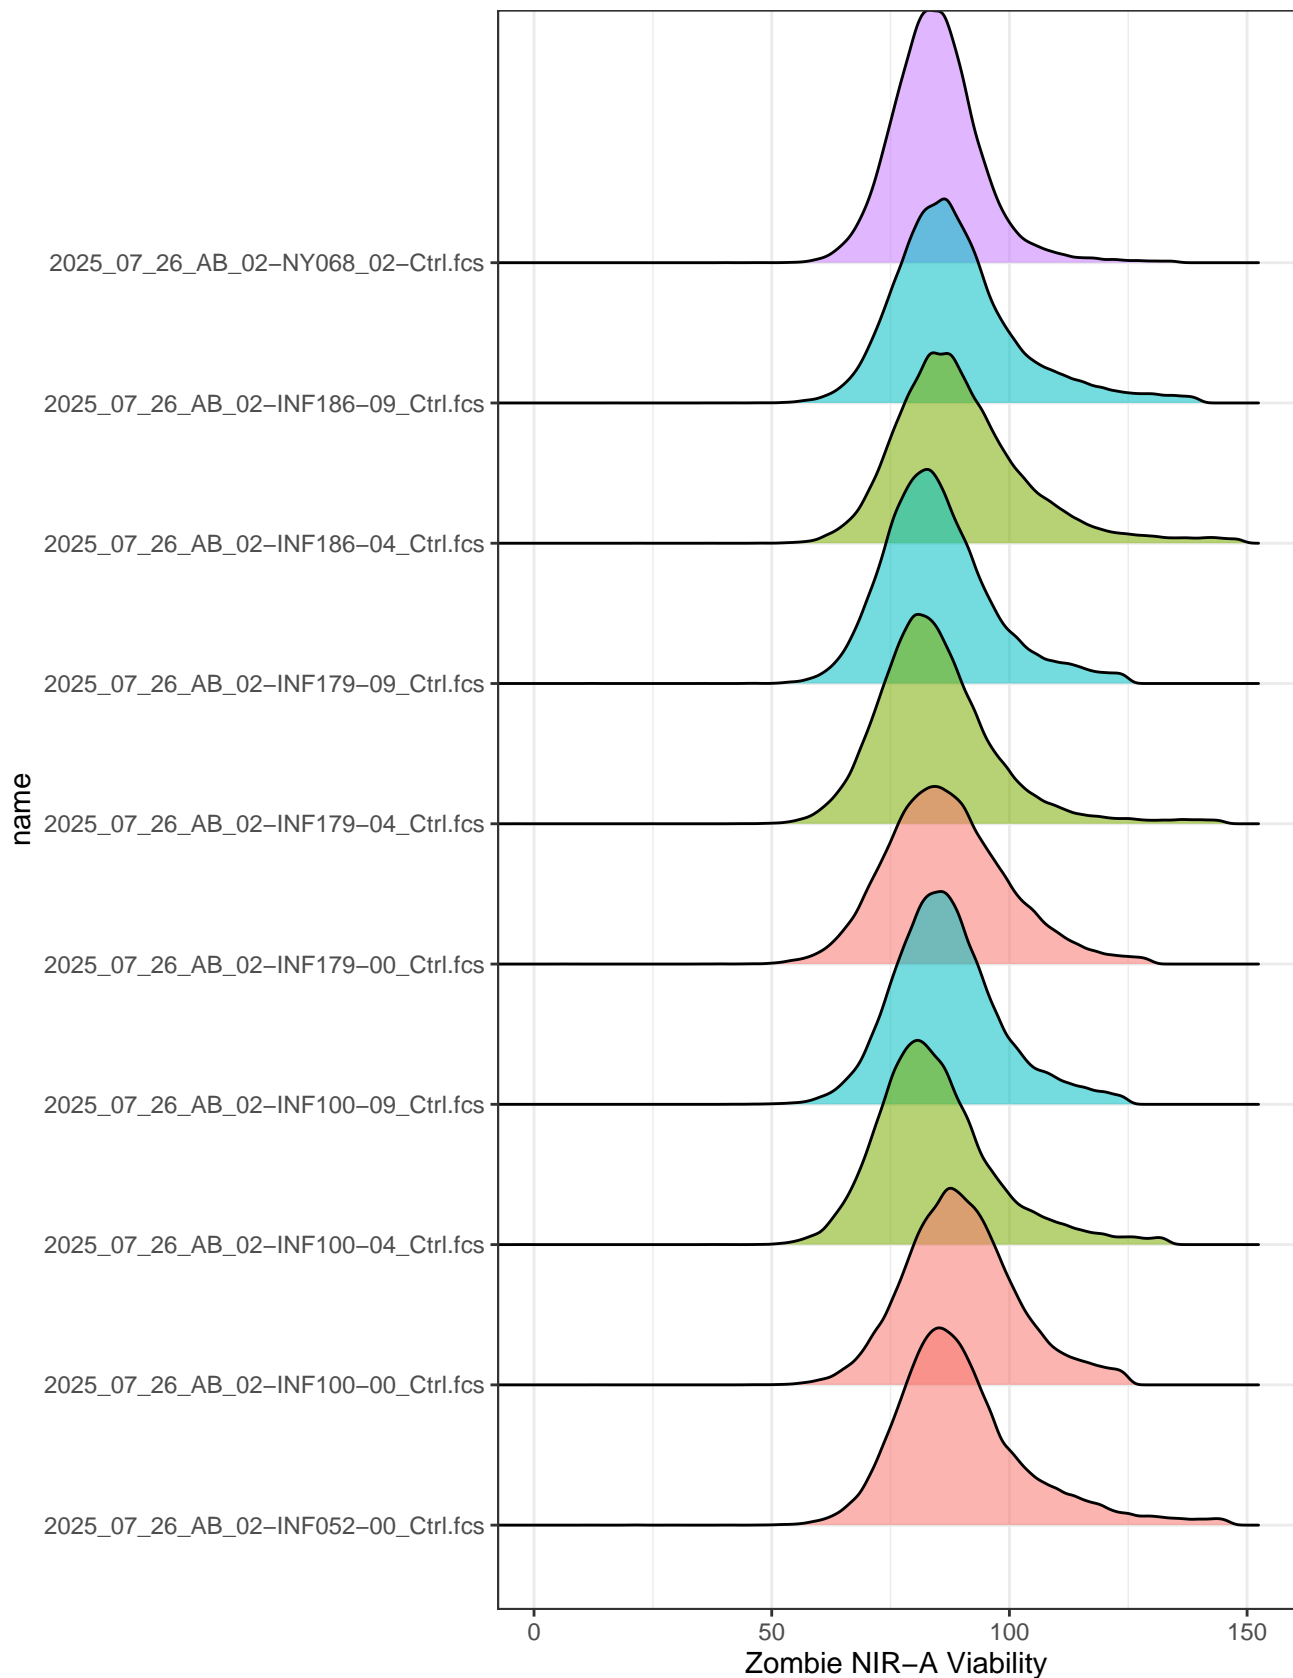 2025_07_26_AB_02−NY068_02−Ctrl.fcs
2025_07_26_AB_02−INF186−09_Ctrl.fcs
2025_07_26_AB_02−INF186−04_Ctrl.fcs
2025_07_26_AB_02−INF179−09_Ctrl.fcs
2025_07_26_AB_02−INF179−04_Ctrl.fcs
2025_07_26_AB_02−INF179−00_Ctrl.fcs
2025_07_26_AB_02−INF100−09_Ctrl.fcs
2025_07_26_AB_02−INF100−04_Ctrl.fcs
2025_07_26_AB_02−INF100−00_Ctrl.fcs
2025_07_26_AB_02−INF052−00_Ctrl.fcs
name
0 50 100 150
Zombie NIR−A Viability